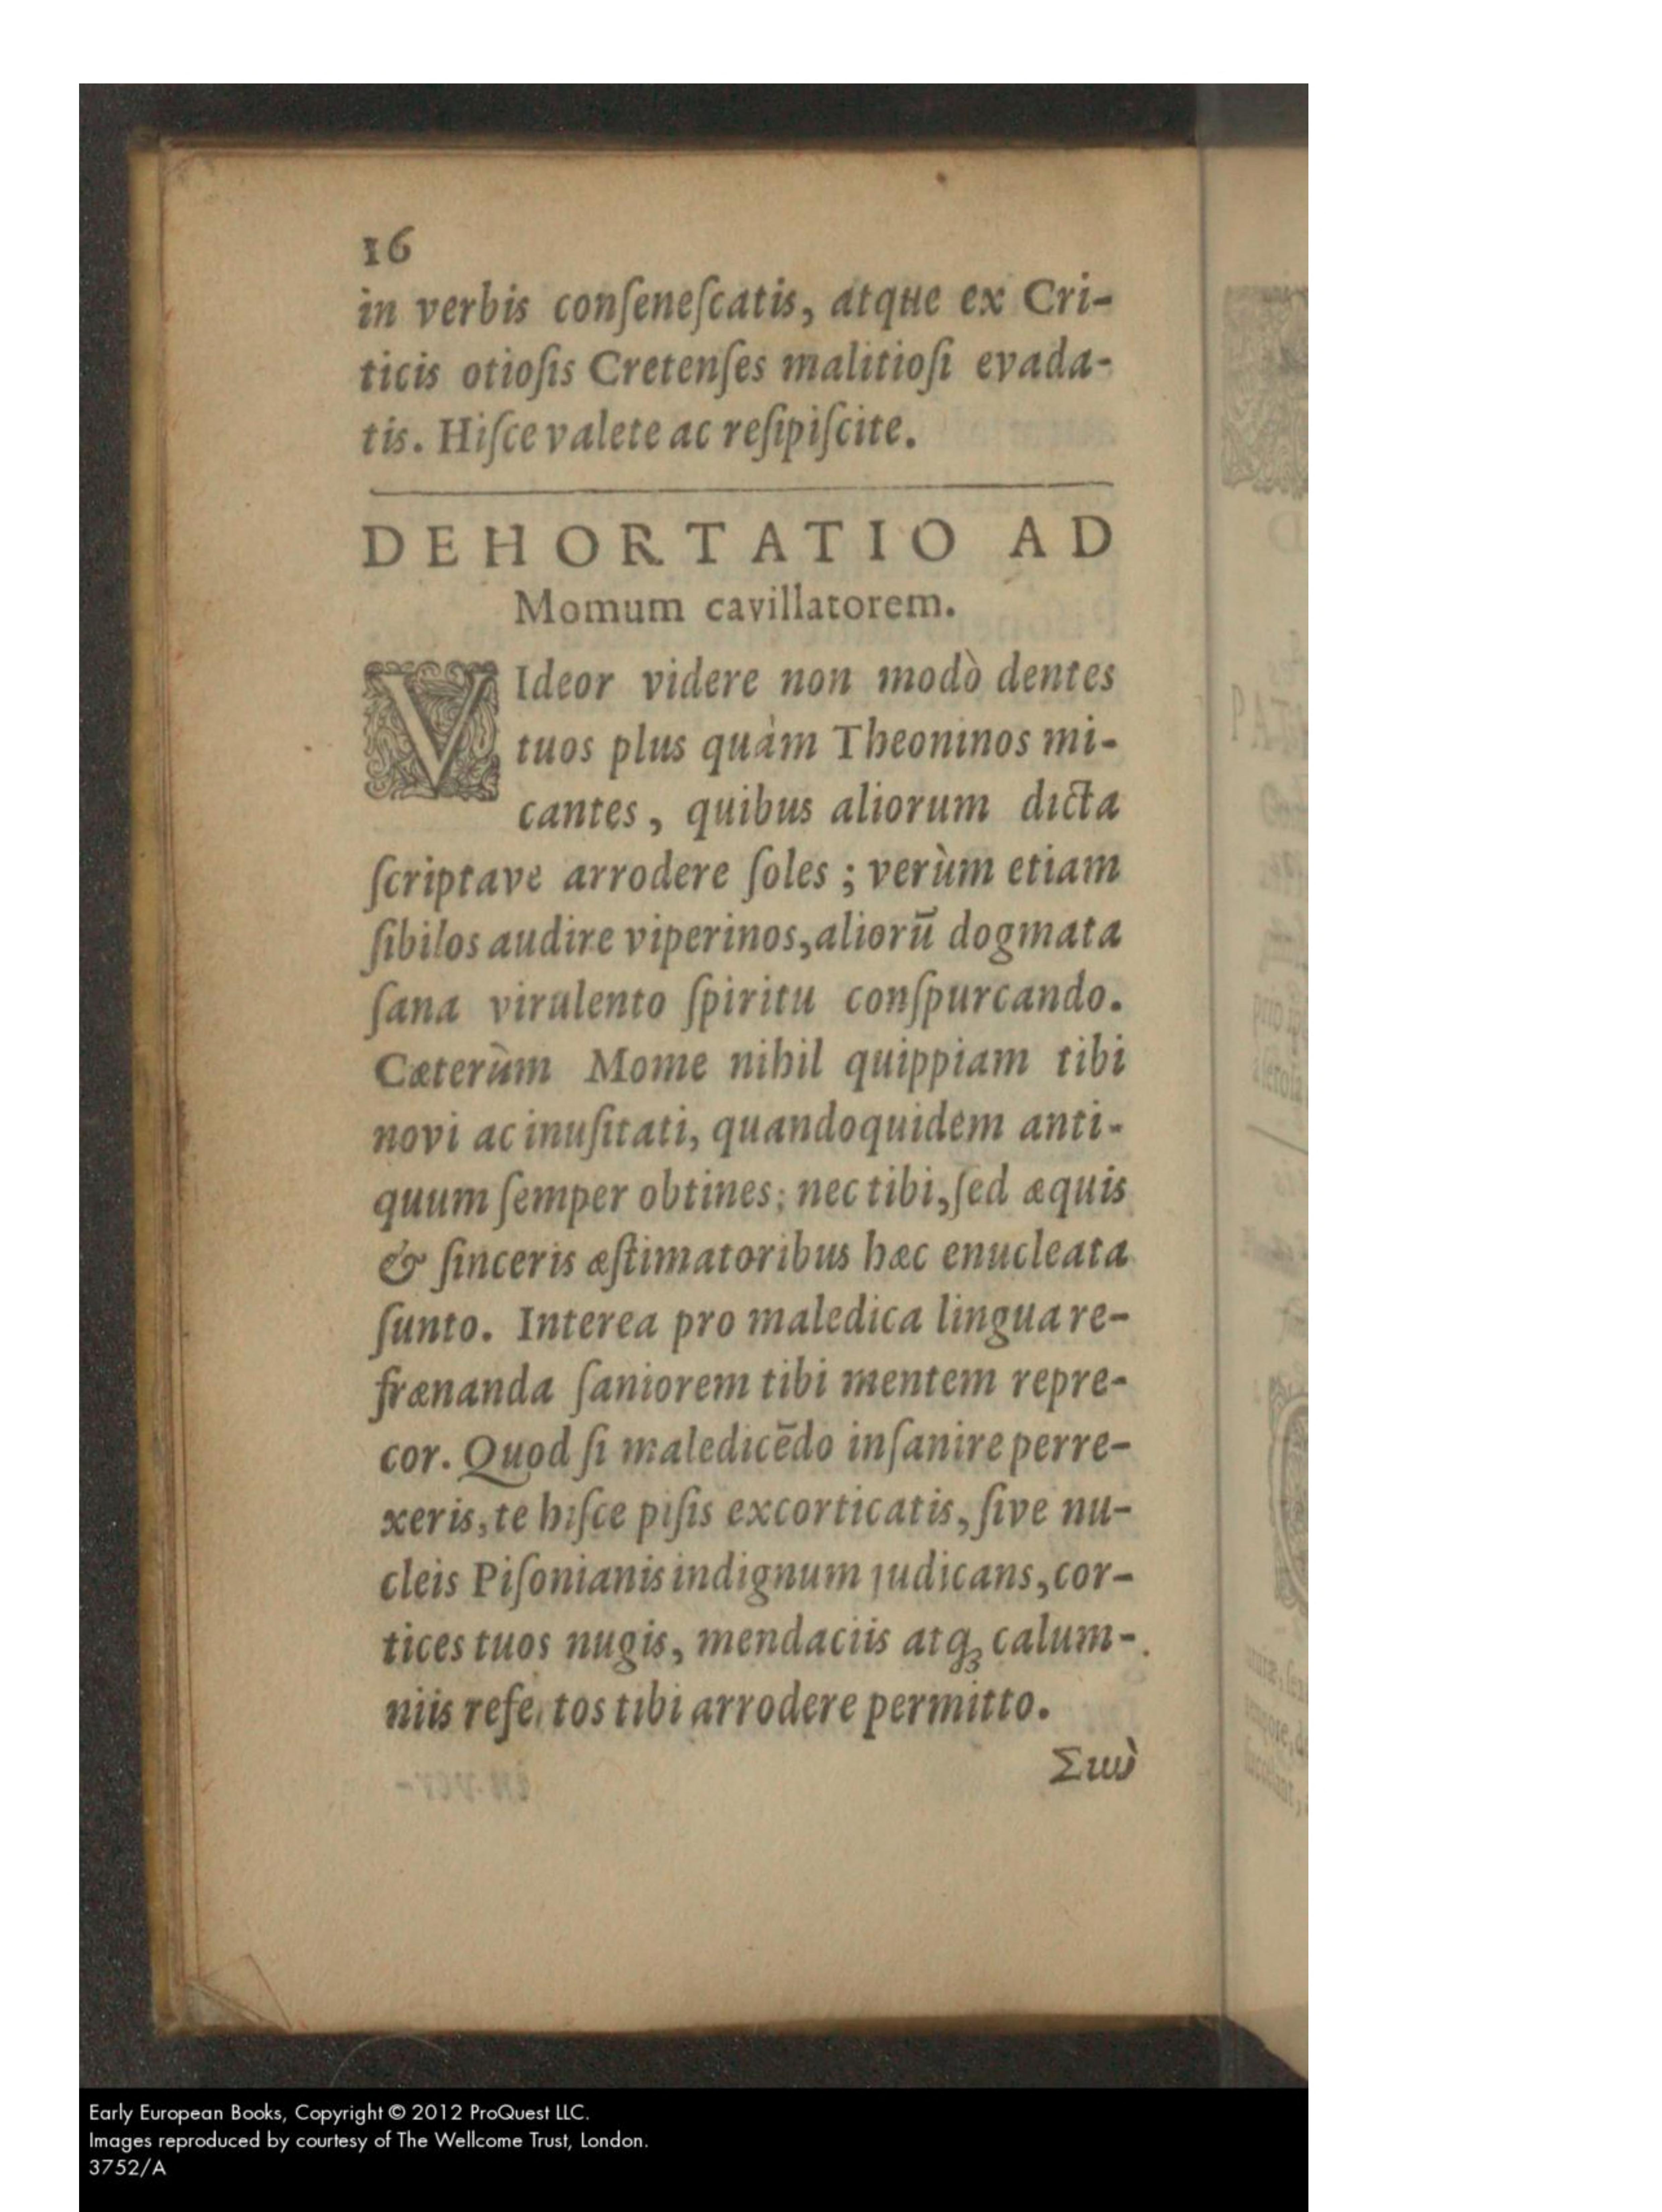 16
in verbis conſeneſcatis, atque ex Cri-
ticis otioſis Cretenſes malitioſi evada-
tis. Hiſce valete ac reſipiſcite.
DEHORTATIO AD
Momum cavillatorem.
VIdeor videre non modò dentes
tuos plus quàm Theoninos mi-
cantes, quibus aliorum dicta
ſcriptave arrodere ſoles; verùm etiam
ſibilos audire viperinos, aliorū dogmata
ſana virulento ſpiritu conſpurcando.
Cæterùm Mome nihil quippiam tibi
novi ac inuſitati, quandoquidem anti-
quum ſemper obtines; nec tibi, ſed æquis
& ſinceris æſtimatoribus hæc enucleata
ſunto. Interea pro maledica lingua re-
frænanda ſaniorem tibi mentem repre-
cor. Quod ſi maledicēdo inſanire perre-
xeris, te hiſce piſis excorticatis, ſive nu-
cleis Piſonianis indignum judicans, cor-
tices tuos nugis, mendaciis atq; calum-
niis refertos tibi arrodere permitto.
Early European Books, Copyright © 2012 ProQuest LLC.
Images reproduced by courtesy of The Wellcome Trust, London.
3752/A